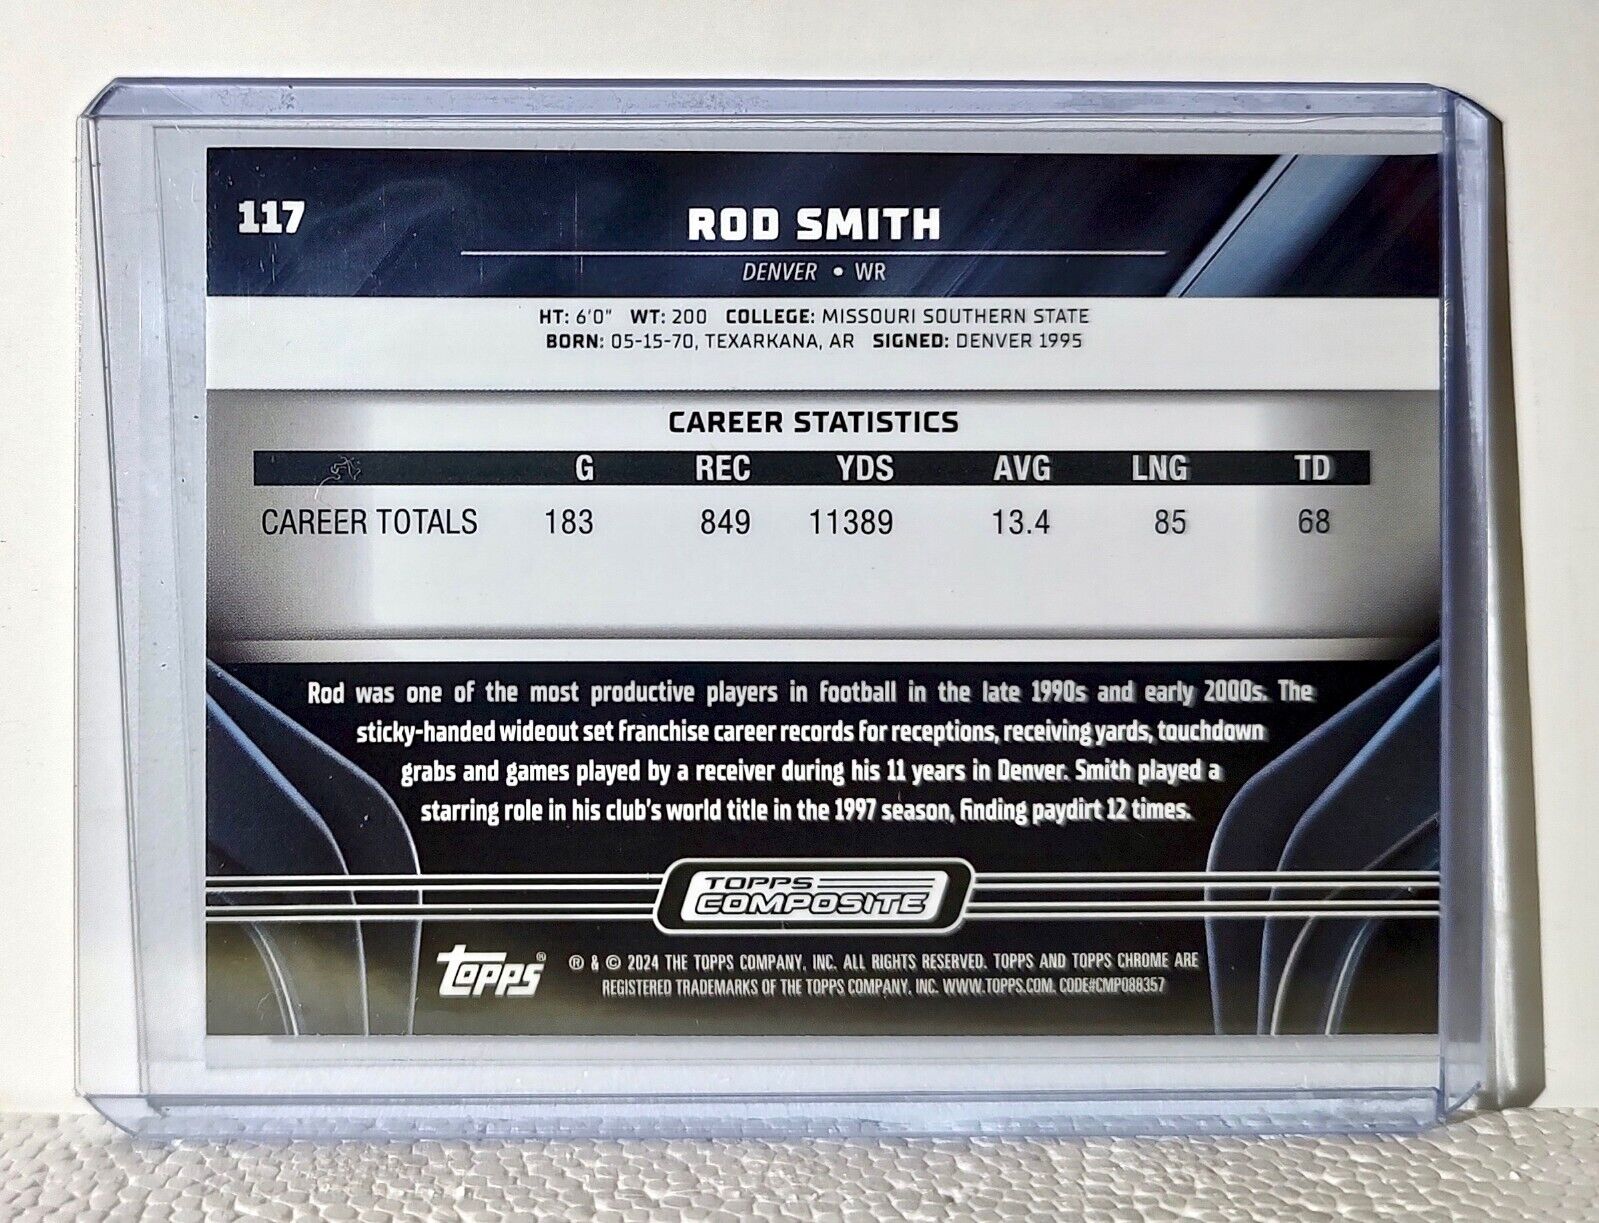 117
ROD SMITH
DENVER • WR
HT: 6'0" WT: 200 COLLEGE: MISSOURI SOUTHERN STATE
BORN: 05-15-70, TEXARKANA, AR SIGNED: DENVER 1995
CAREER STATISTICS
G REC YDS AVG LNG TD
CAREER TOTALS 183 849 11389 13.4 85 68
Rod was one of the most productive players in football in the late 1990s and early 2000s. The
sticky-handed wideout set franchise career records for receptions, receiving yards, touchdown
grabs and games played by a receiver during his 11 years in Denver. Smith played a
starring role in his club's world title in the 1997 season, finding paydirt 12 times.
TOPPS
COMPOSITE
Topps® ® & © 2024 THE TOPPS COMPANY, INC. ALL RIGHTS RESERVED. TOPPS AND TOPPS CHROME ARE
REGISTERED TRADEMARKS OF THE TOPPS COMPANY, INC. WWW.TOPPS.COM. CODE#CMP088357